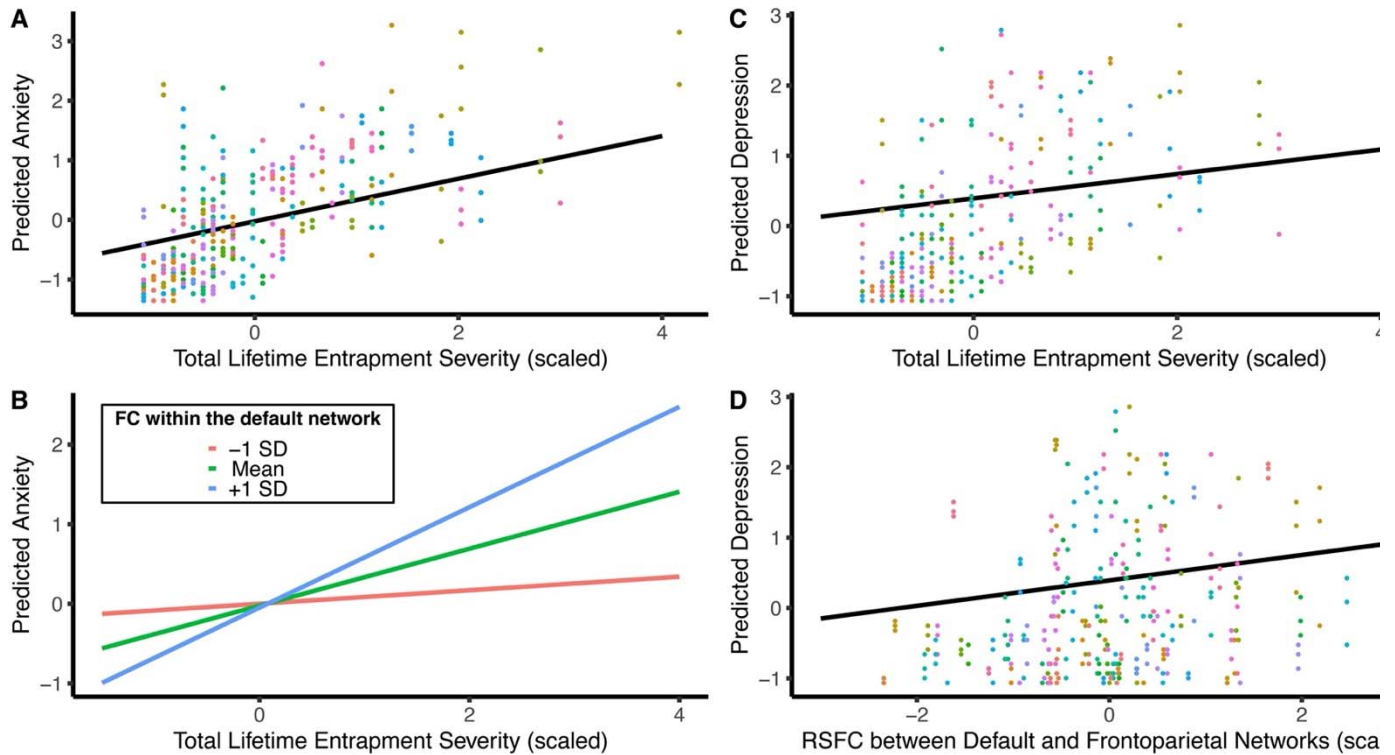 A
3
2
1
0
−1
Predicted Anxiety
0
2
4
Total Lifetime Entrapment Severity (scaled)
C
3
2
1
0
−1
Predicted Depression
0
2
4
Total Lifetime Entrapment Severity (scaled)
B
FC within the default network
−1 SD
Mean
+1 SD
2
1
0
−1
Predicted Anxiety
0
2
4
Total Lifetime Entrapment Severity (scaled)
D
3
2
1
0
−1
Predicted Depression
−2
0
2
RSFC between Default and Frontoparietal Networks (sca